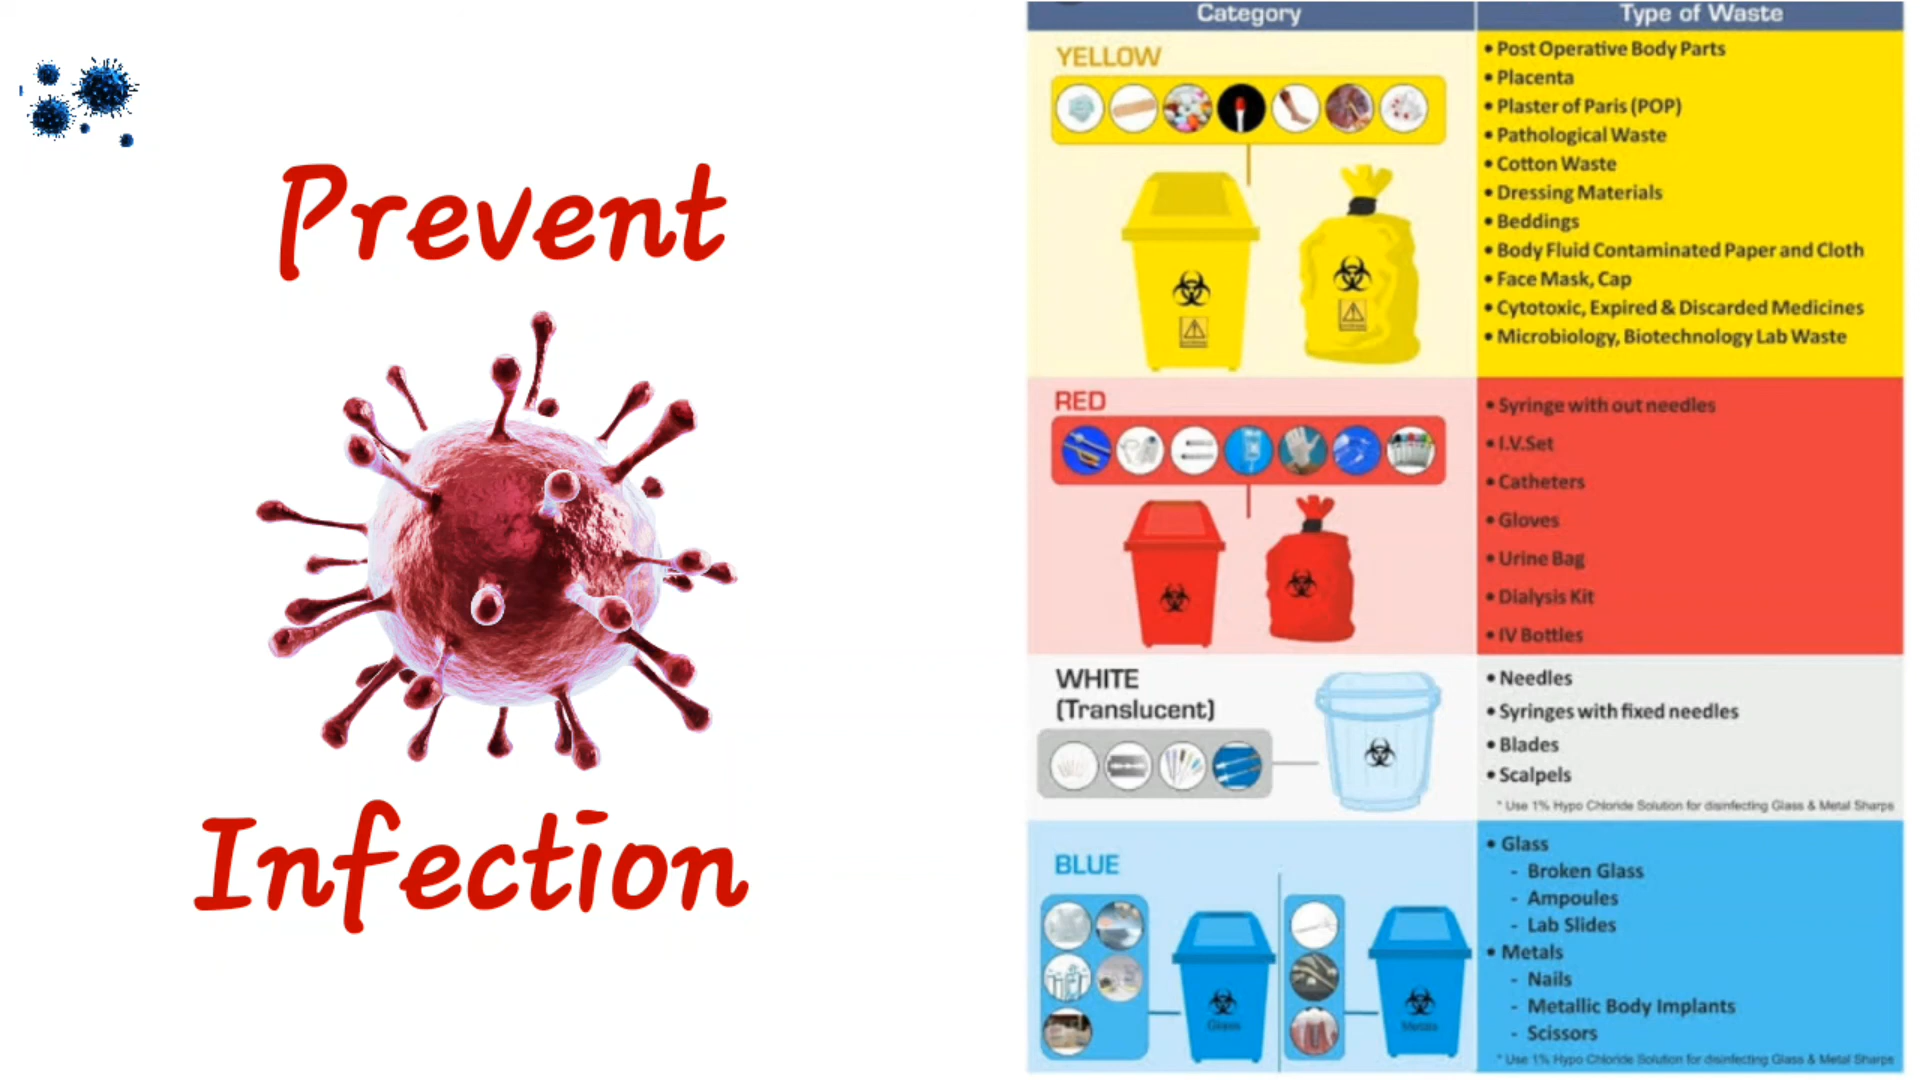 Prevent
Infection
Category
Type of Waste
YELLOW
• Post Operative Body Parts
• Placenta
• Plaster of Paris (POP)
• Pathological Waste
• Cotton Waste
• Dressing Materials
• Beddings
• Body Fluid Contaminated Paper and Cloth
• Face Mask, Cap
• Cytotoxic, Expired & Discarded Medicines
• Microbiology, Biotechnology Lab Waste
RED
• Syringe with out needles
• I.V.Set
• Catheters
• Gloves
• Urine Bag
• Dialysis Kit
• IV Bottles
WHITE
(Translucent)
• Needles
• Syringes with fixed needles
• Blades
• Scalpels
* Use 1% Hypo Chloride Solution for disinfecting Glass & Metal Sharps
BLUE
Glass
Metals
• Glass
- Broken Glass
- Ampoules
- Lab Slides
• Metals
- Nails
- Metallic Body Implants
- Scissors
* Use 1% Hypo Chloride Solution for disinfecting Glass & Metal Sharps